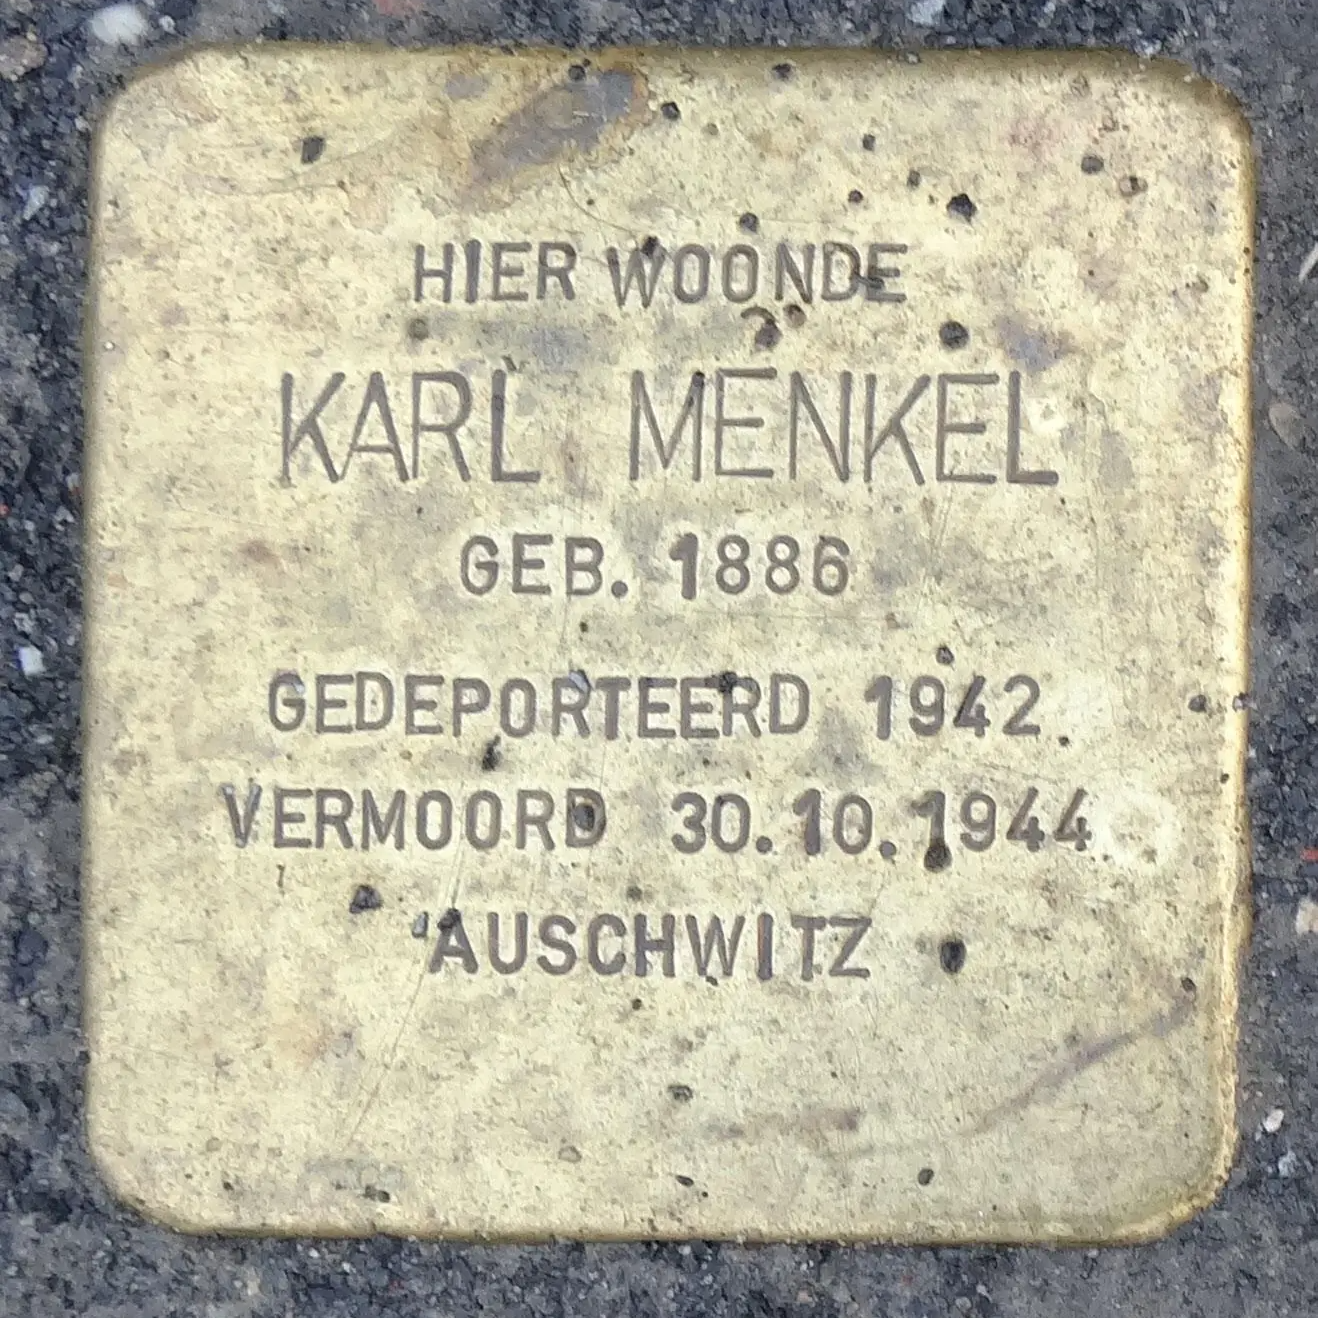 HIER WOONDE
KARL MENKEL
GEB. 1886
GEDEPORTEERD 1942
VERMOORD 30.10.1944
AUSCHWITZ